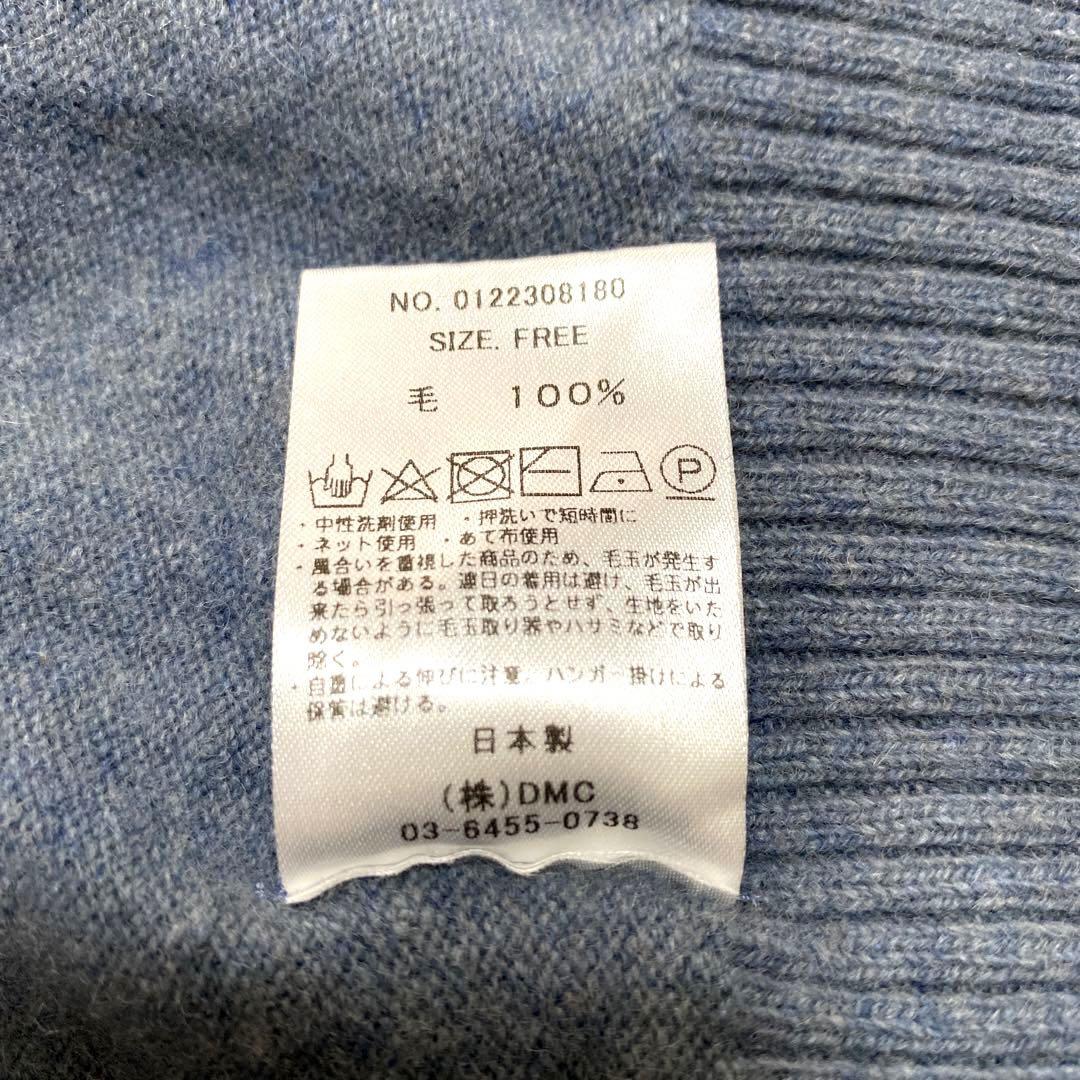 NO. 0122308180
SIZE. FREE
毛 100%
P
・中性洗剤使用 ・押洗いで短時間に
・ネット使用 ・あて布使用
・風合いを重視した商品のため、毛玉が発生す
る場合がある。連日の着用は避け、毛玉が出
来たら引っ張って取ろうとせず、生地をいた
めないように毛玉取り器やハサミなどで取り
除く。
・自重による伸びに注意。ハンガー掛けによる
保管は避ける。
日本製
(株)DMC
03-6455-0738